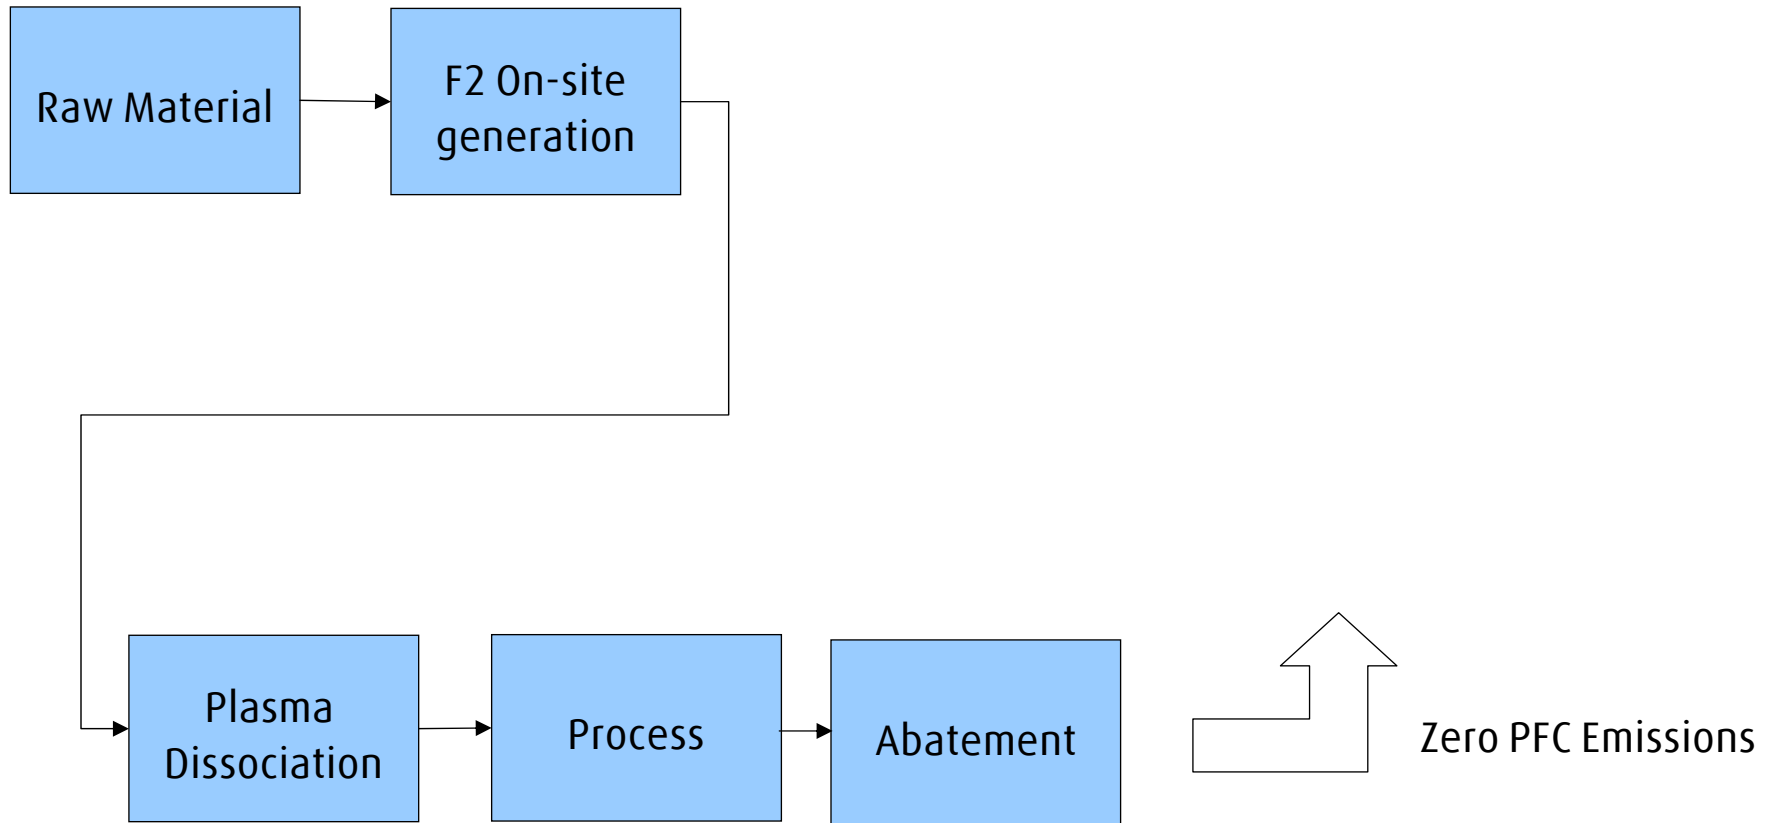 Raw Material
F2 On-site
generation
Plasma
Dissociation
Process
Abatement
Zero PFC Emissions